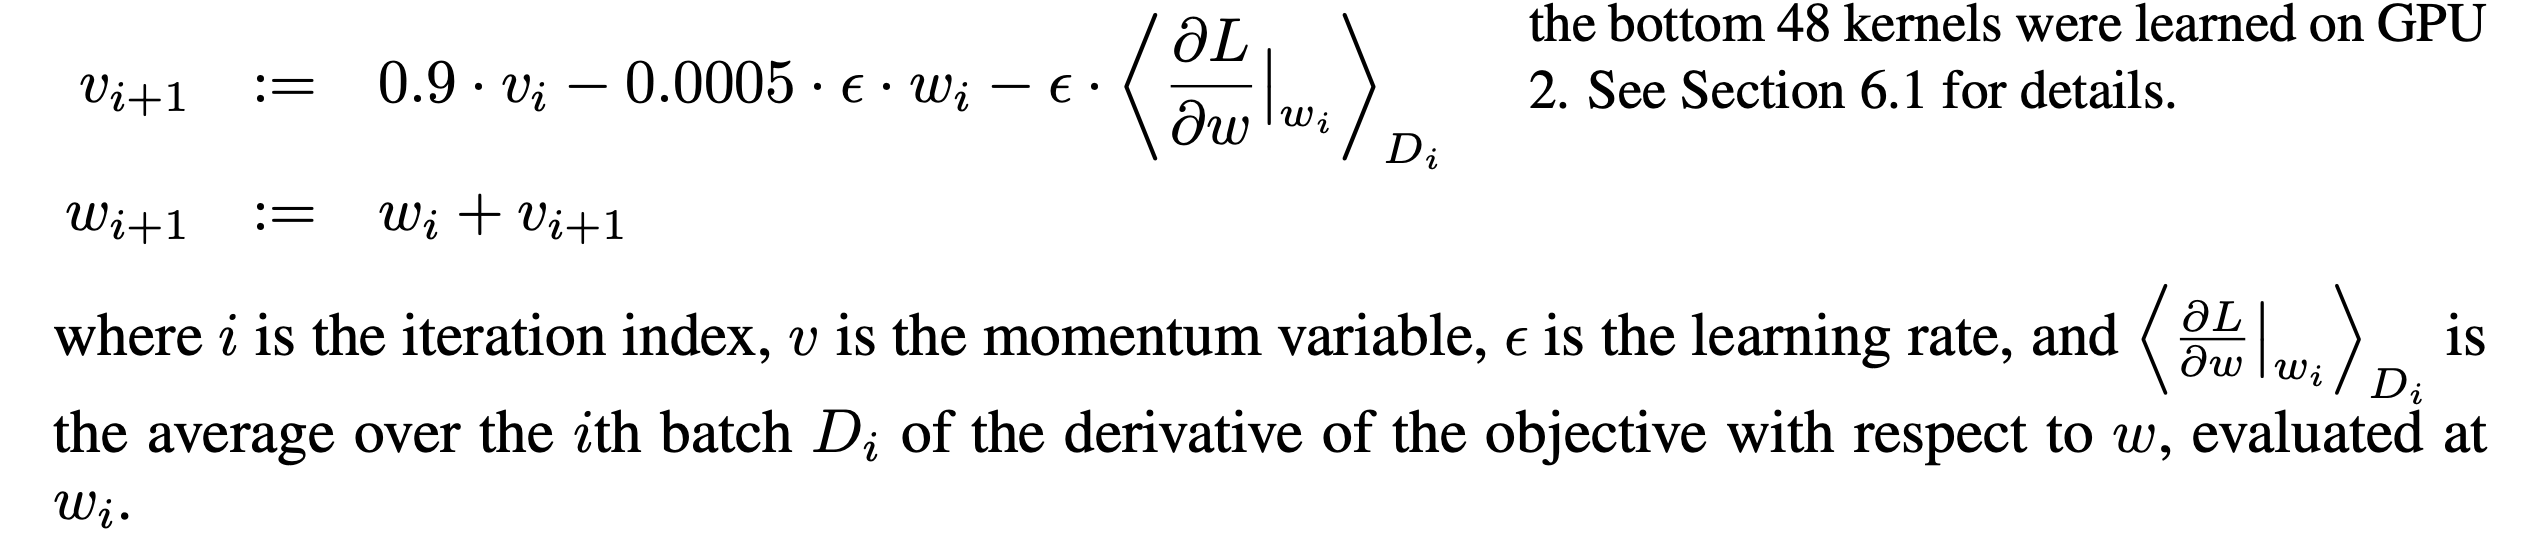 v_{i+1} := 0.9 · v_i − 0.0005 · ϵ · w_i − ϵ · ⟨∂L/∂w |_{w_i}⟩_{D_i}
w_{i+1} := w_i + v_{i+1}
the bottom 48 kernels were learned on GPU
2. See Section 6.1 for details.
where i is the iteration index, v is the momentum variable, ϵ is the learning rate, and ⟨∂L/∂w |_{w_i}⟩_{D_i} is
the average over the ith batch D_i of the derivative of the objective with respect to w, evaluated at
w_i.